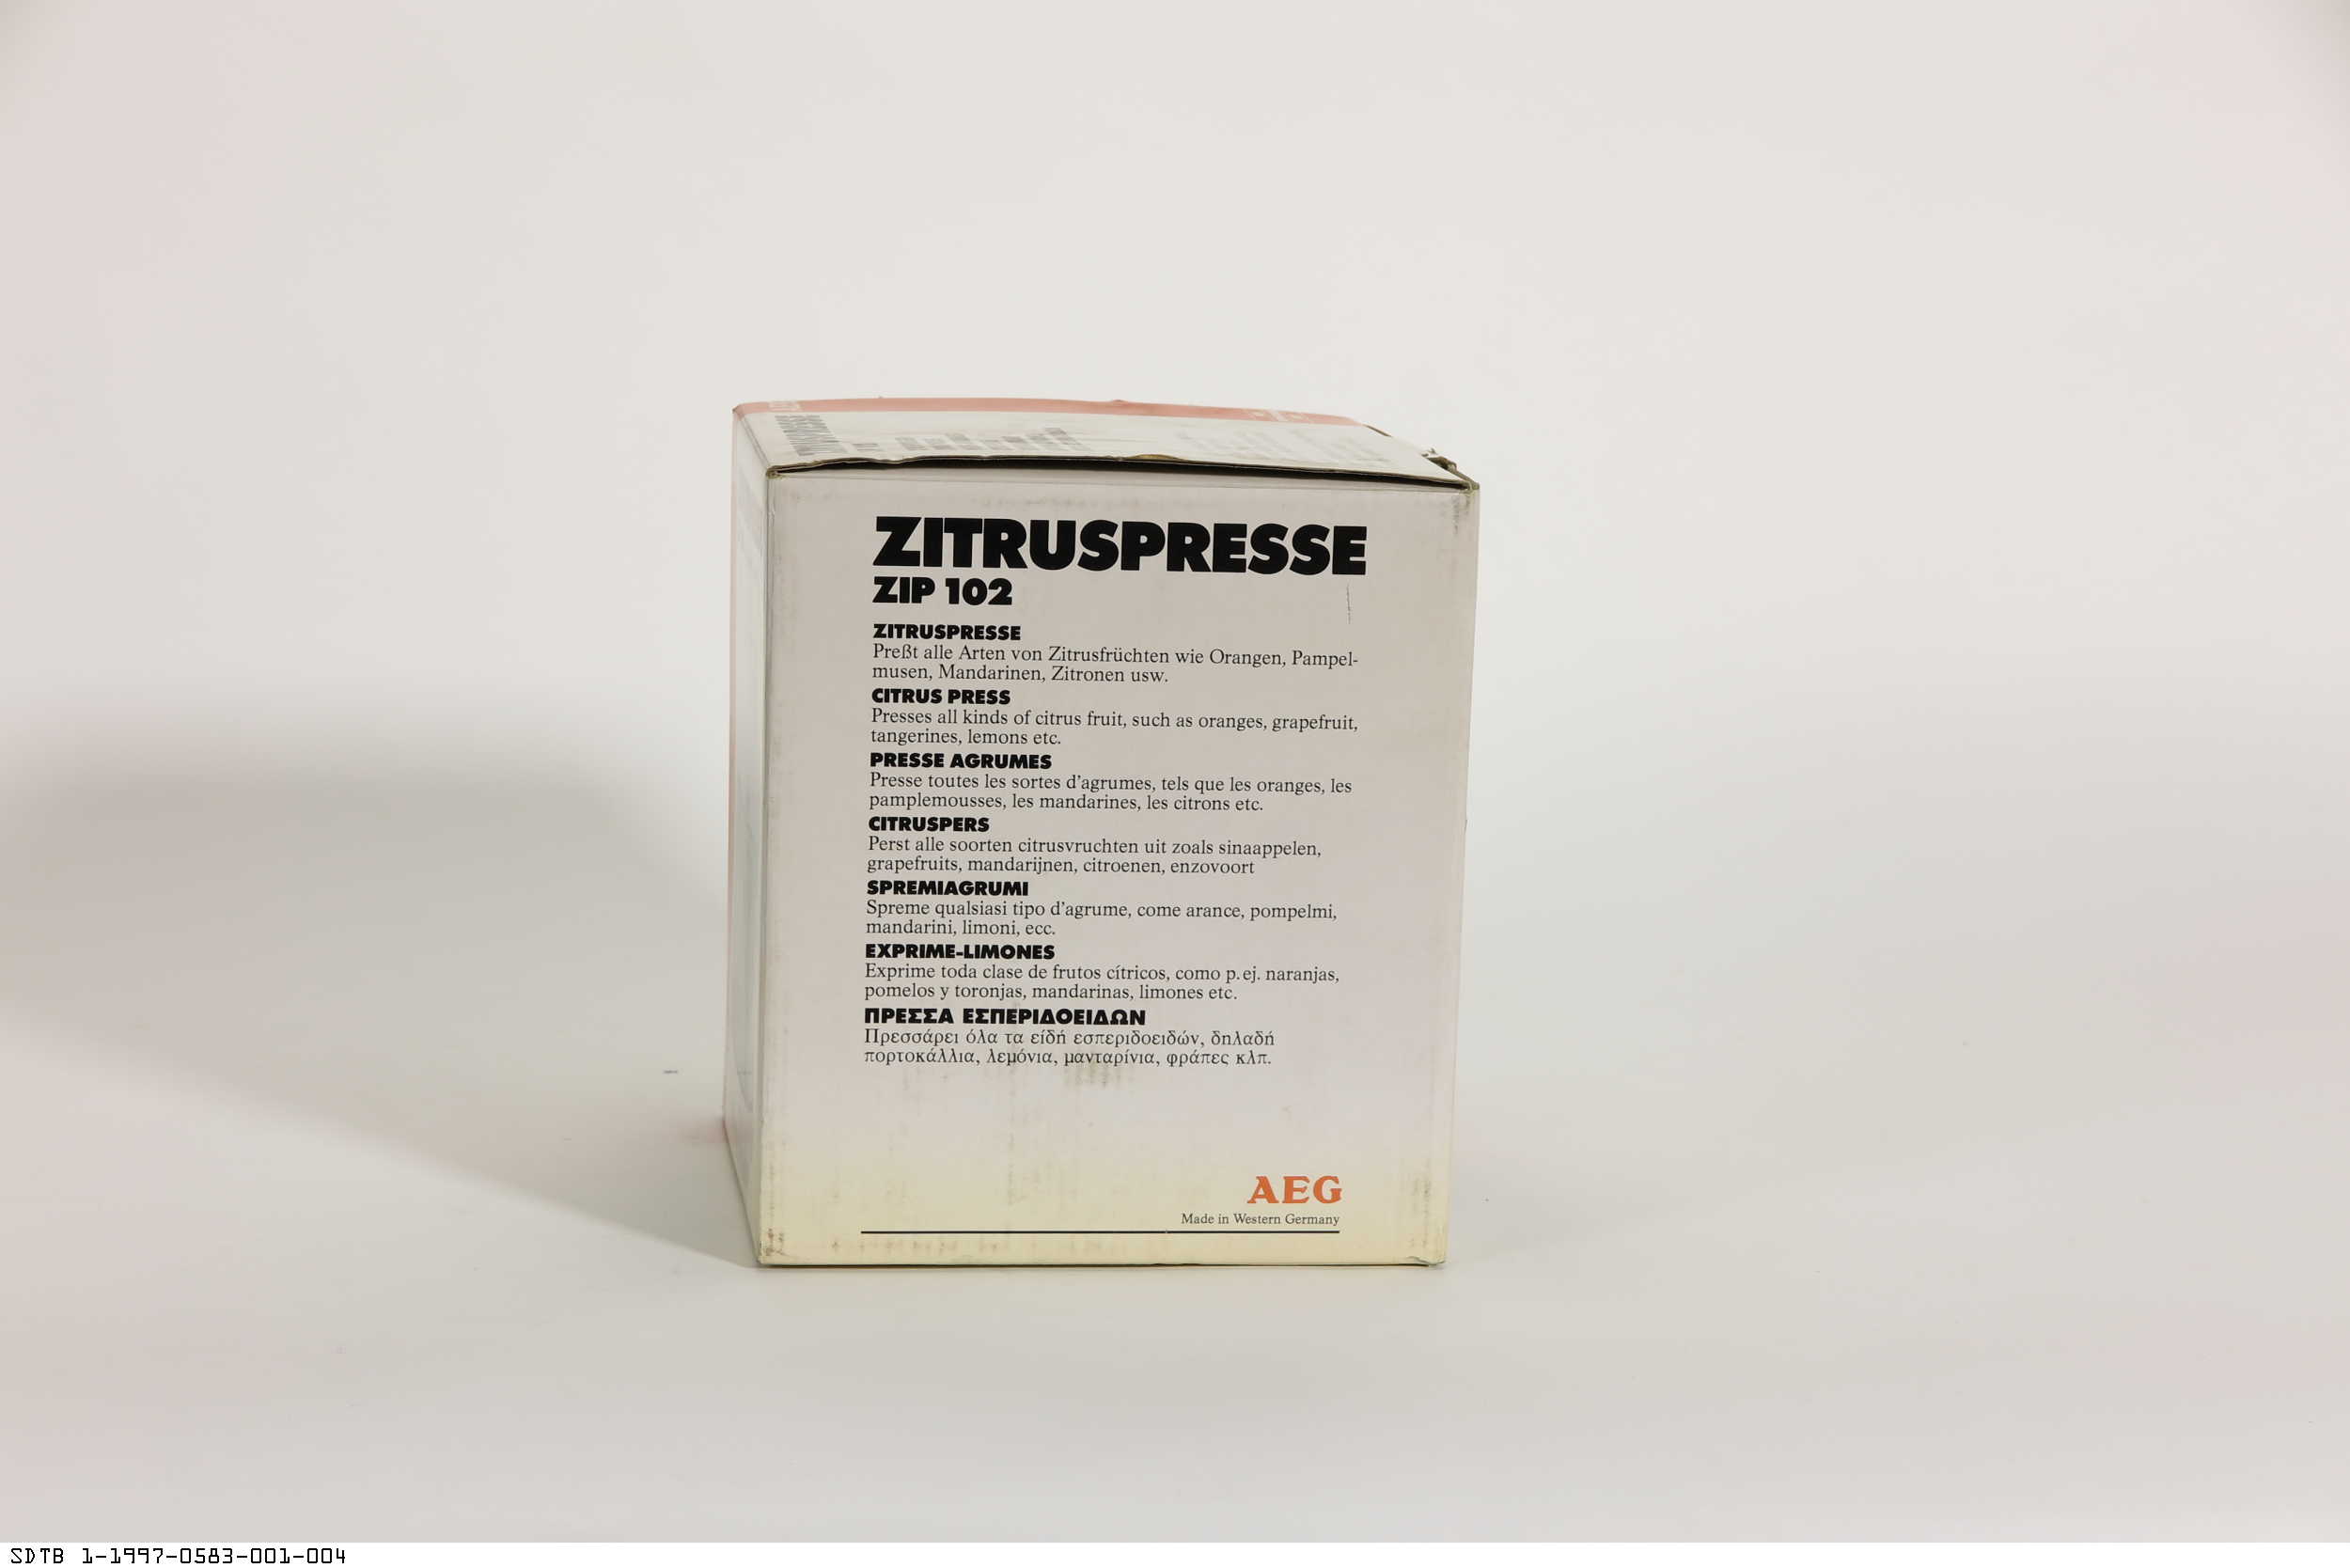 ZITRUSPRESSE
ZIP 102
ZITRUSPRESSE
Preßt alle Arten von Zitrusfrüchten wie Orangen, Pampel-
musen, Mandarinen, Zitronen usw.
CITRUS PRESS
Presses all kinds of citrus fruit, such as oranges, grapefruit,
tangerines, lemons etc.
PRESSE AGRUMES
Presse toutes les sortes d'agrumes, tels que les oranges, les
pamplemousses, les mandarines, les citrons etc.
CITRUSPERS
Perst alle soorten citrusvruchten uit zoals sinaappelen,
grapefruits, mandarijnen, citroenen, enzovoort
SPREMIAGRUMI
Spreme qualsiasi tipo d'agrume, come arance, pompelmi,
mandarini, limoni, ecc.
EXPRIME-LIMONES
Exprime toda clase de frutos cítricos, como p. ej. naranjas,
pomelos y toronjas, mandarinas, limones etc.
ΠΡΕΣΣΑ ΕΣΠΕΡΙΔΟΕΙΔΩΝ
Πρεσσάρει όλα τα είδή εσπεριδοειδών, δηλαδή
πορτοκάλλια, λεμόνια, μανταρίνια, φράπες κλπ.
AEG
Made in Western Germany
SDTB 1-1997-0583-001-004